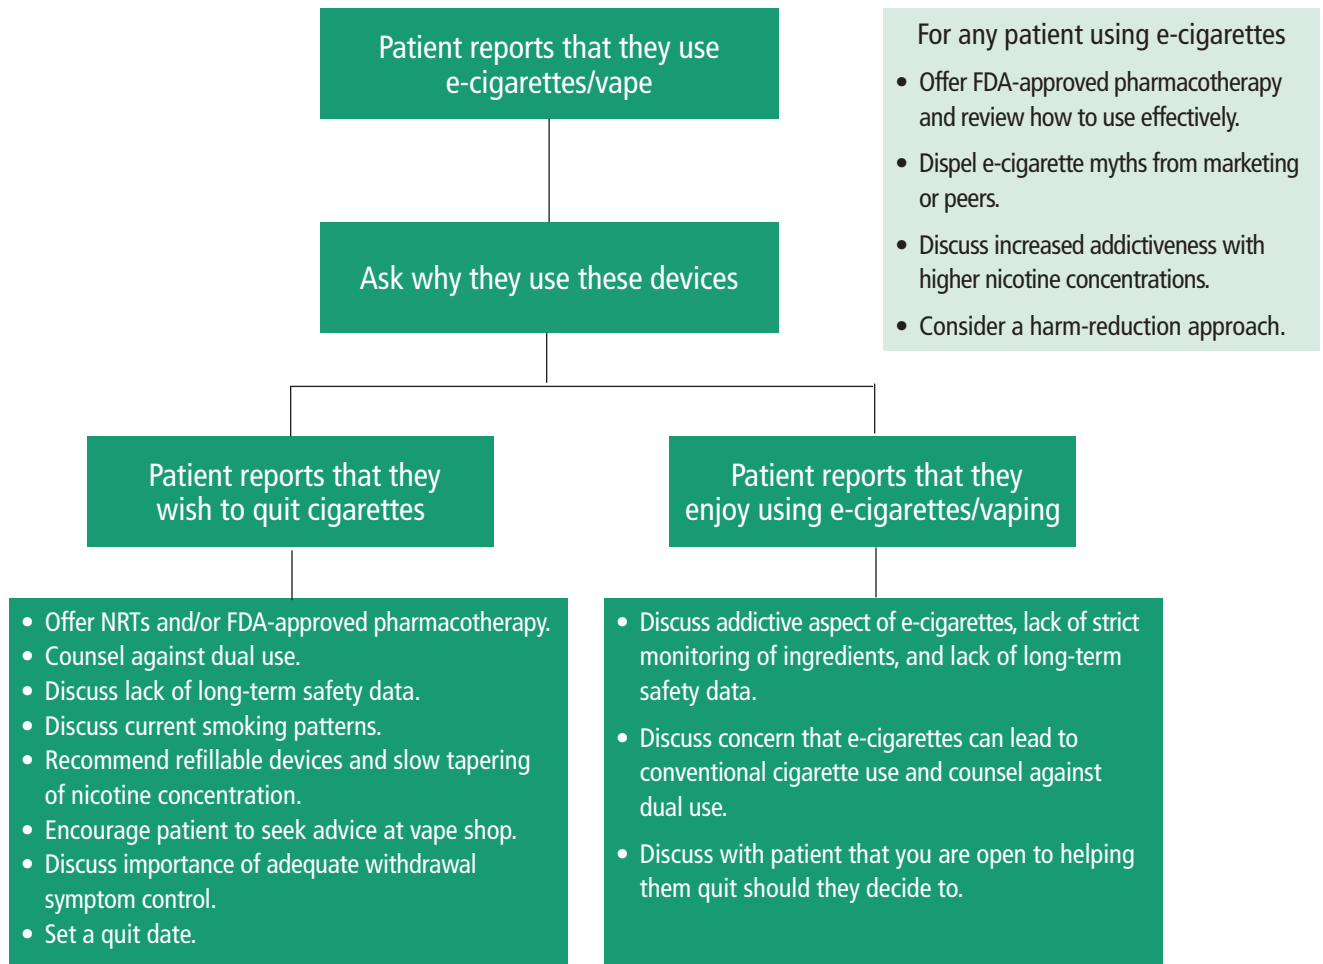 Patient reports that they use
e-cigarettes/vape
For any patient using e-cigarettes
• Offer FDA-approved pharmacotherapy
and review how to use effectively.
• Dispel e-cigarette myths from marketing
or peers.
• Discuss increased addictiveness with
higher nicotine concentrations.
• Consider a harm-reduction approach.
Ask why they use these devices
Patient reports that they
wish to quit cigarettes
Patient reports that they
enjoy using e-cigarettes/vaping
• Offer NRTs and/or FDA-approved pharmacotherapy.
• Counsel against dual use.
• Discuss lack of long-term safety data.
• Discuss current smoking patterns.
• Recommend refillable devices and slow tapering
of nicotine concentration.
• Encourage patient to seek advice at vape shop.
• Discuss importance of adequate withdrawal
symptom control.
• Set a quit date.
• Discuss addictive aspect of e-cigarettes, lack of strict
monitoring of ingredients, and lack of long-term
safety data.
• Discuss concern that e-cigarettes can lead to
conventional cigarette use and counsel against
dual use.
• Discuss with patient that you are open to helping
them quit should they decide to.